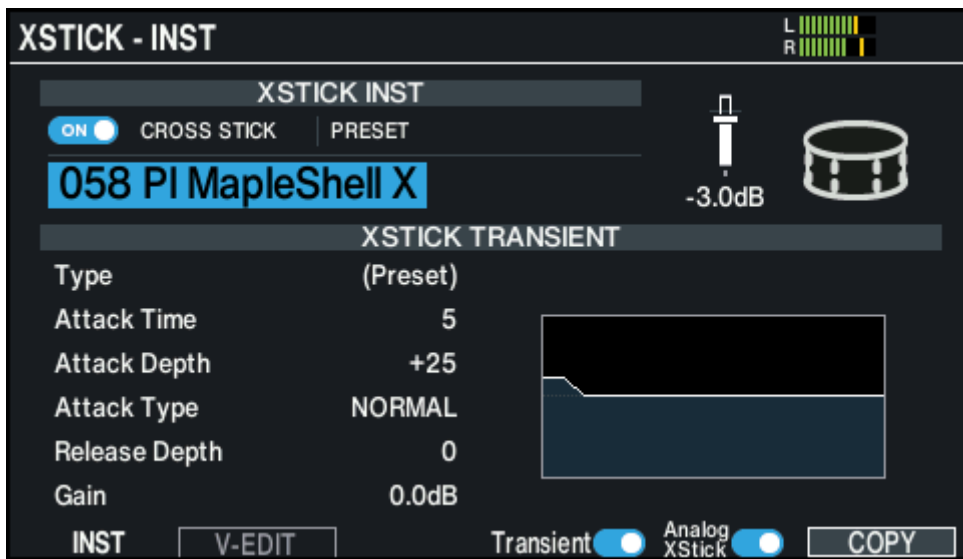 XSTICK - INST
L
R
XSTICK INST
ON CROSS STICK PRESET
058 PI MapleShell X
-3.0dB
XSTICK TRANSIENT
Type (Preset)
Attack Time 5
Attack Depth +25
Attack Type NORMAL
Release Depth 0
Gain 0.0dB
INST V-EDIT Transient Analog XStick COPY